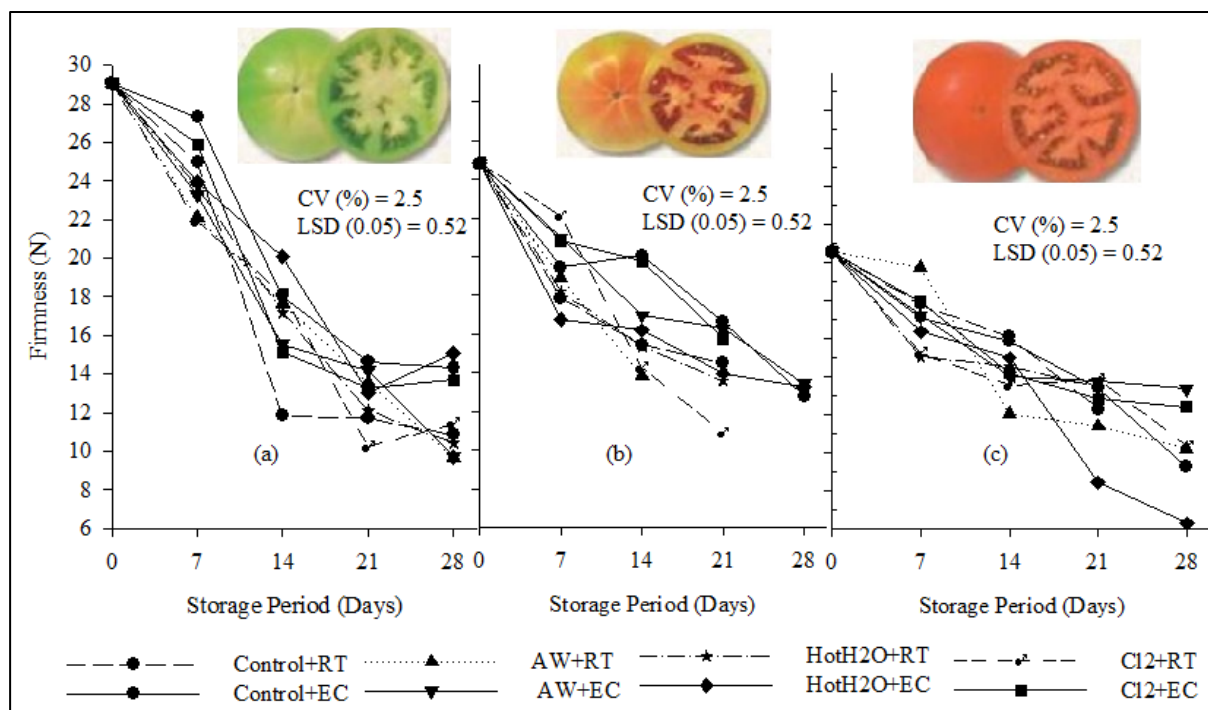 30
28
26
24
22
20
18
16
14
12
10
8
6
Firmness (N)
CV (%) = 2.5
LSD (0.05) = 0.52
CV (%) = 2.5
LSD (0.05) = 0.52
CV (%) = 2.5
LSD (0.05) = 0.52
(a)
(b)
(c)
0 7 14 21 28
0 7 14 21 28
0 7 14 21 28
Storage Period (Days)
Storage Period (Days)
Storage Period (Days)
Control+RT AW+RT HotH2O+RT Cl2+RT
Control+EC AW+EC HotH2O+EC Cl2+EC